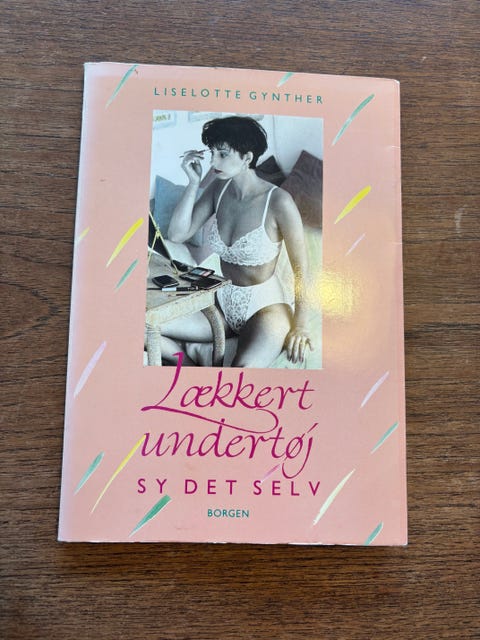 LISELOTTE GYNTHER
Lækkert
undertøj
SY DET SELV
BORGEN